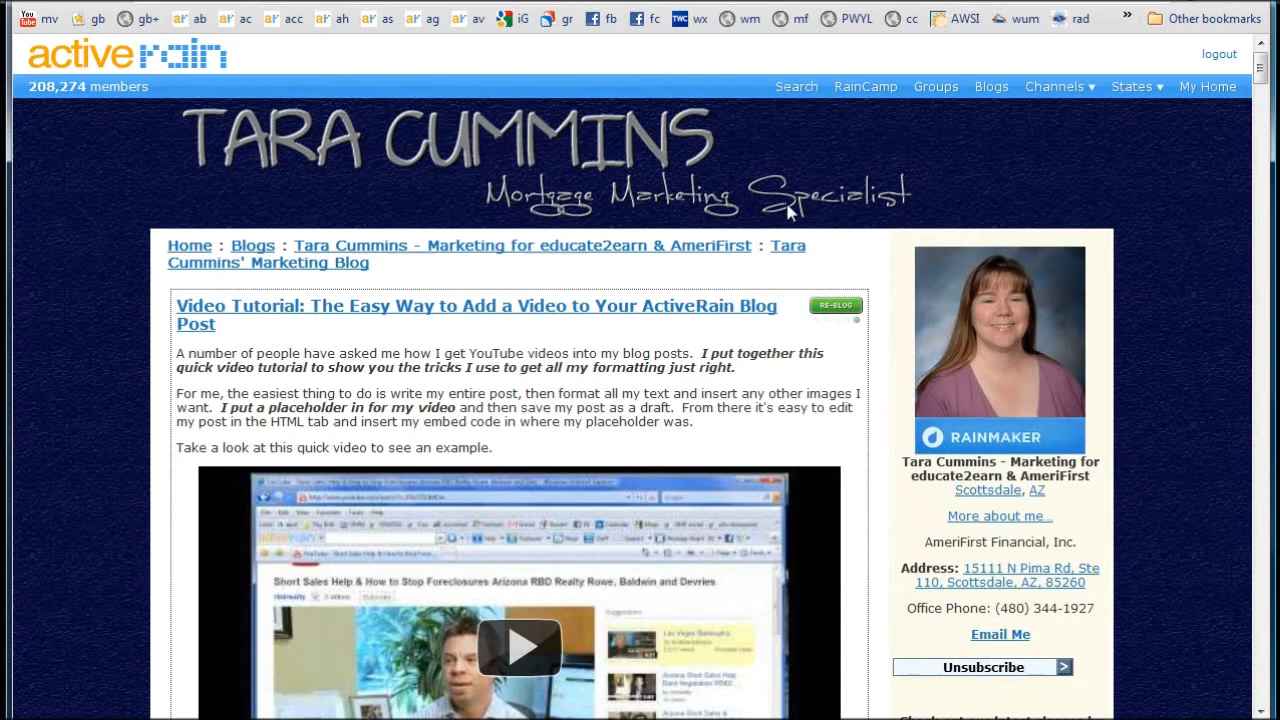 You Tube mv gb gb+ ab ac acc ah as ag av iG gr fb fc TWC wx wm mf PWYL cc AWSI wum rad » Other bookmarks
activerain
logout
208,274 members
Search RainCamp Groups Blogs Channels ▾ States ▾ My Home
TARA CUMMINS
Mortgage Marketing Specialist
Home : Blogs : Tara Cummins - Marketing for educate2earn & AmeriFirst : Tara
Cummins' Marketing Blog
Video Tutorial: The Easy Way to Add a Video to Your ActiveRain Blog
Post
RE-BLOG
A number of people have asked me how I get YouTube videos into my blog posts. I put together this
quick video tutorial to show you the tricks I use to get all my formatting just right.
For me, the easiest thing to do is write my entire post, then format all my text and insert any other images I
want. I put a placeholder in for my video and then save my post as a draft. From there it's easy to edit
my post in the HTML tab and insert my embed code in where my placeholder was.
Take a look at this quick video to see an example.
Short Sales Help & How to Stop Foreclosures Arizona RBD Realty Rowe, Baldwin and Devries
RAINMAKER
Tara Cummins - Marketing for
educate2earn & AmeriFirst
Scottsdale, AZ
More about me...
AmeriFirst Financial, Inc.
Address: 15111 N Pima Rd, Ste
110, Scottsdale, AZ, 85260
Office Phone: (480) 344-1927
Email Me
Unsubscribe >